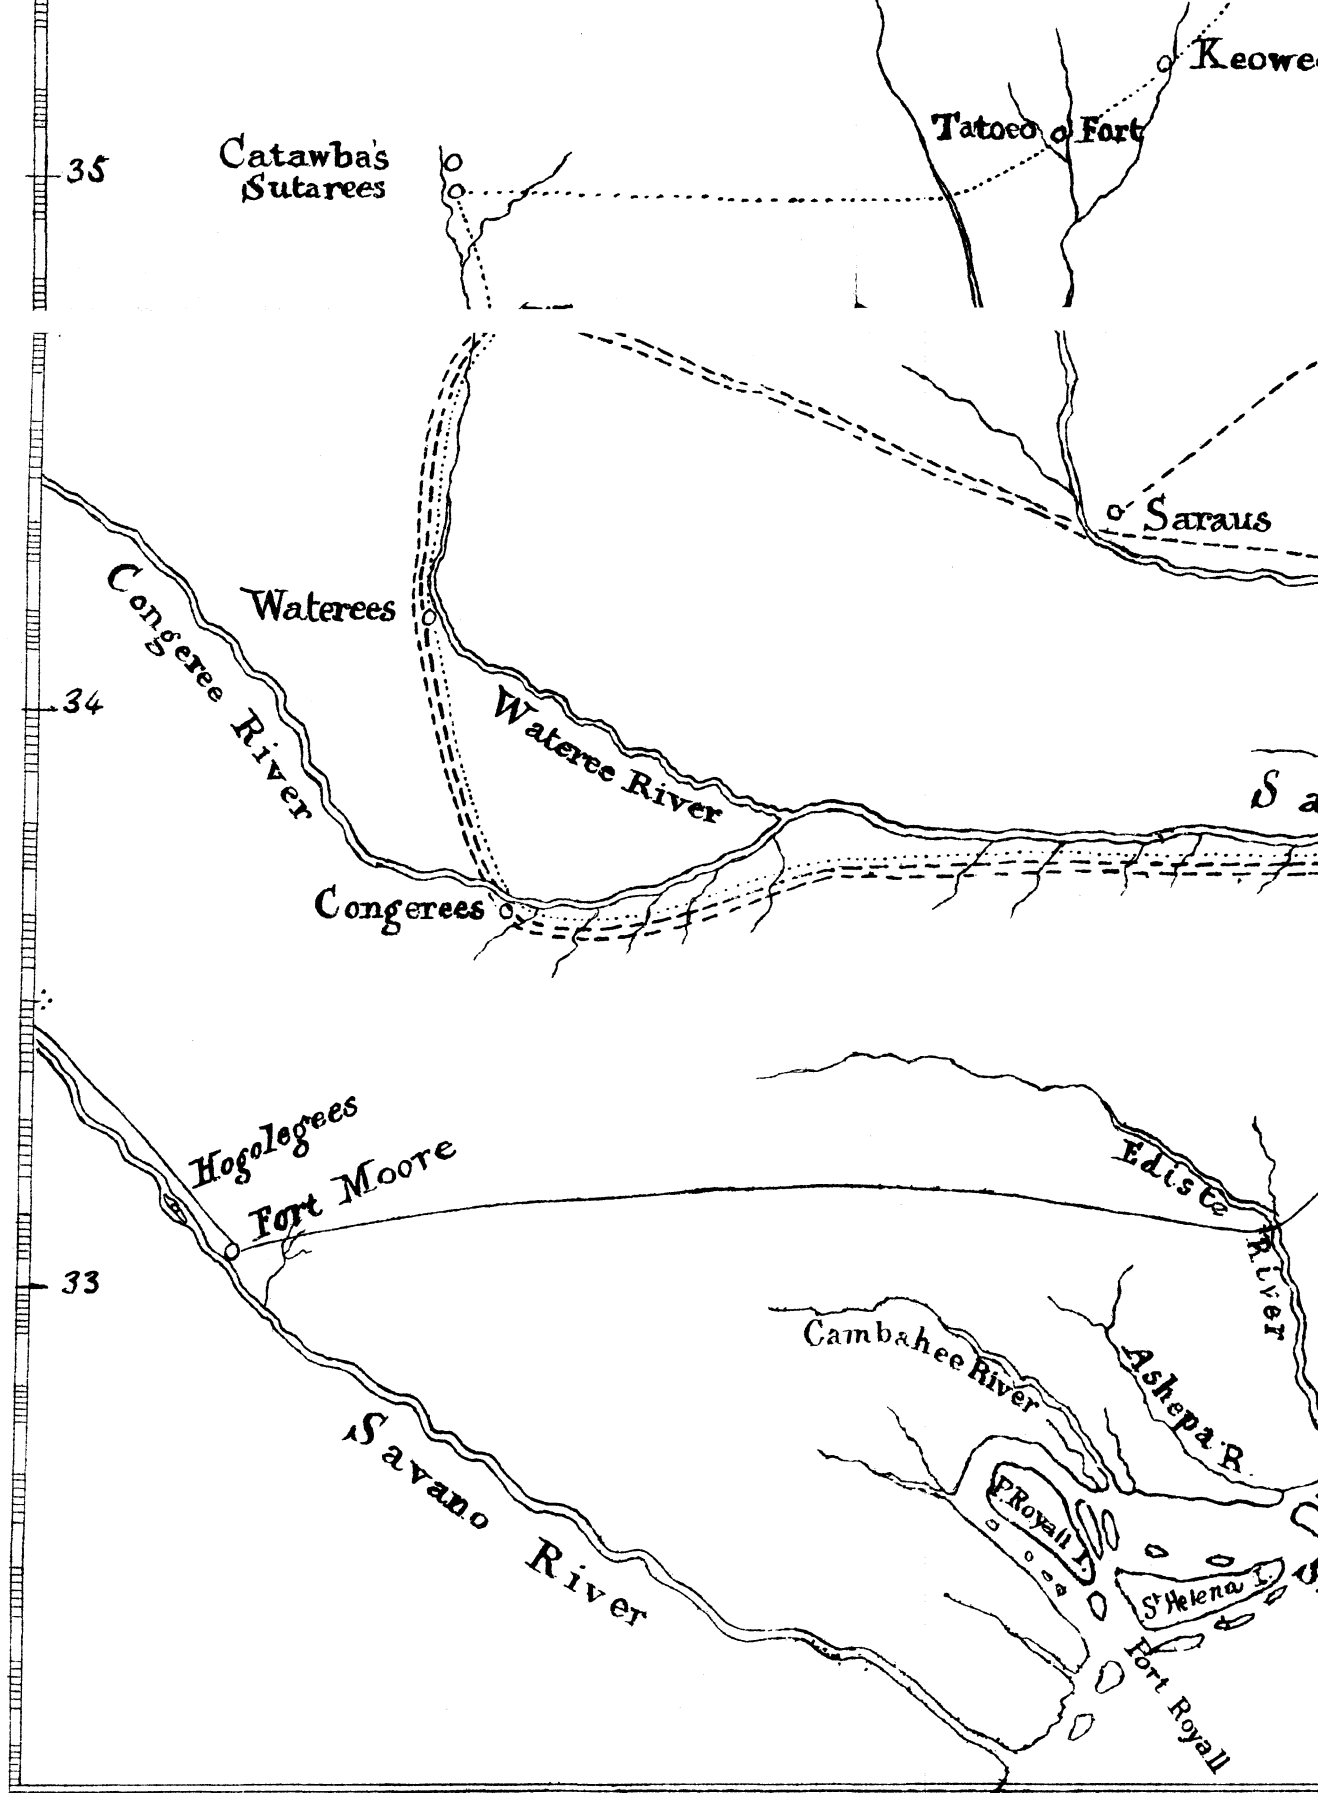 Keowe
Tatoeo Fort
Catawba's
Sutarees
35
Saraus
Congeree River
Waterees
34
Wateree River
Sa
Congerees
Hogolegees
Fort Moore
Edisto River
33
Cambahee River
Ashepa R.
Savano River
P. Royall I.
St Helena I.
Port Royall